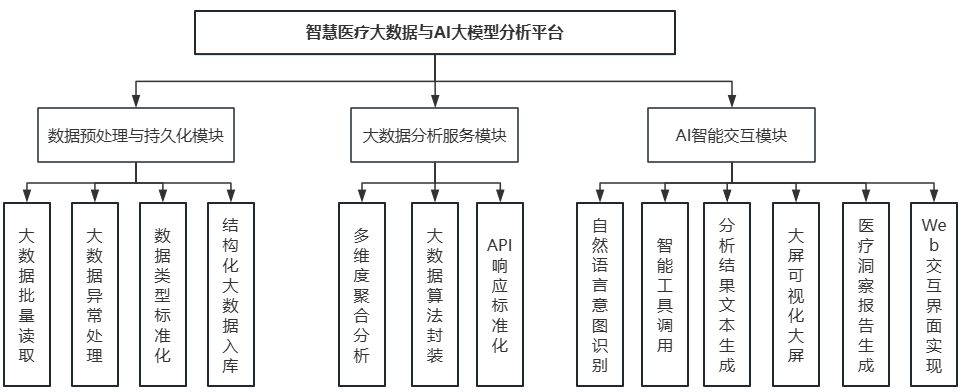 智慧医疗大数据与AI大模型分析平台
数据预处理与持久化模块
大数据分析服务模块
AI智能交互模块
大数据批量读取
大数据异常处理
数据类型标准化
结构化大数据入库
多维度聚合分析
大数据算法封装
API响应标准化
自然语言意图识别
智能工具调用
分析结果文本生成
大屏可视化大屏
医疗洞察报告生成
Web交互界面实现